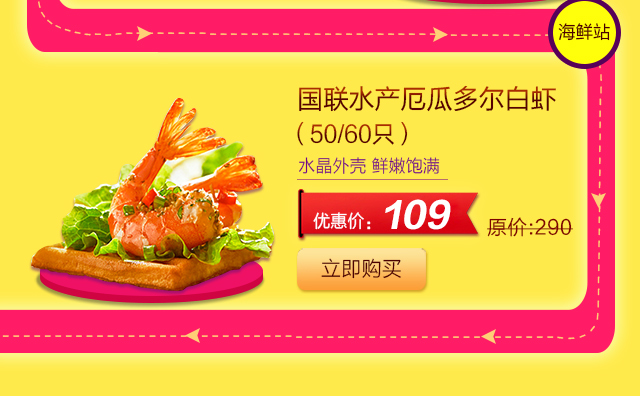 海鲜站
国联水产厄瓜多尔白虾
（50/60只）
水晶外壳 鲜嫩饱满
优惠价：109
原价:290
立即购买